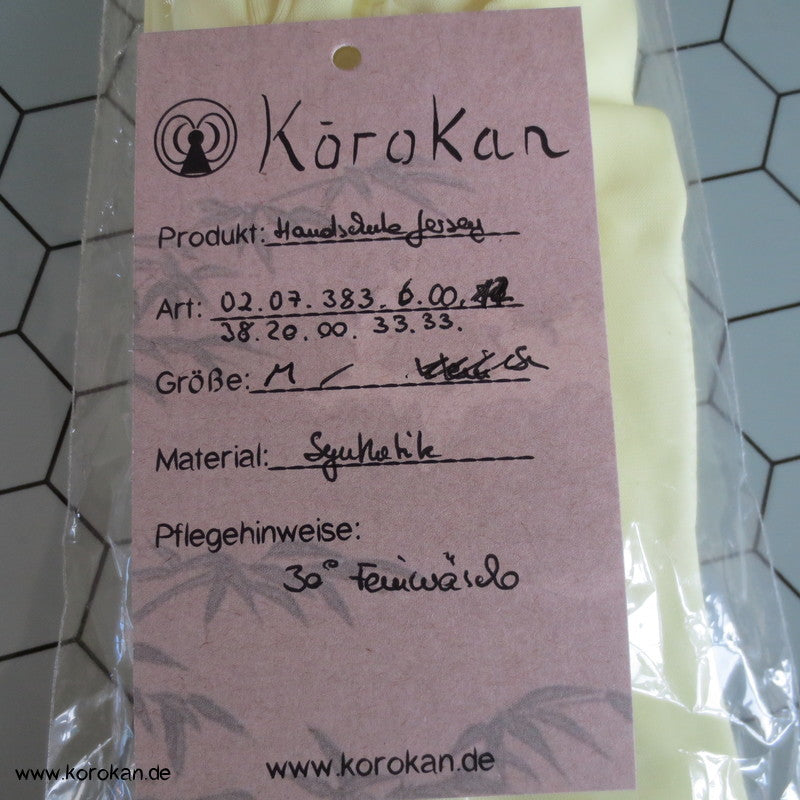 Kōrokan
Produkt: Handschuhe Jersey
Art: 02.07.383.6.00.
38.20.00.33.33.
Größe: M /
Material: Synthetik
Pflegehinweise:
30° Feinwäsche
www.korokan.de
www.korokan.de